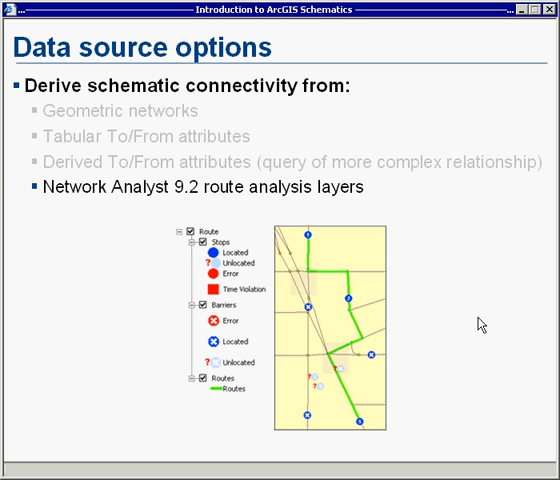 Introduction to ArcGIS Schematics
Data source options
Derive schematic connectivity from:
Geometric networks
Tabular To/From attributes
Derived To/From attributes (query of more complex relationship)
Network Analyst 9.2 route analysis layers
Route
Stops
Located
? Unlocated
Error
Time Violation
Barriers
Error
Located
? Unlocated
Routes
Routes
1
2